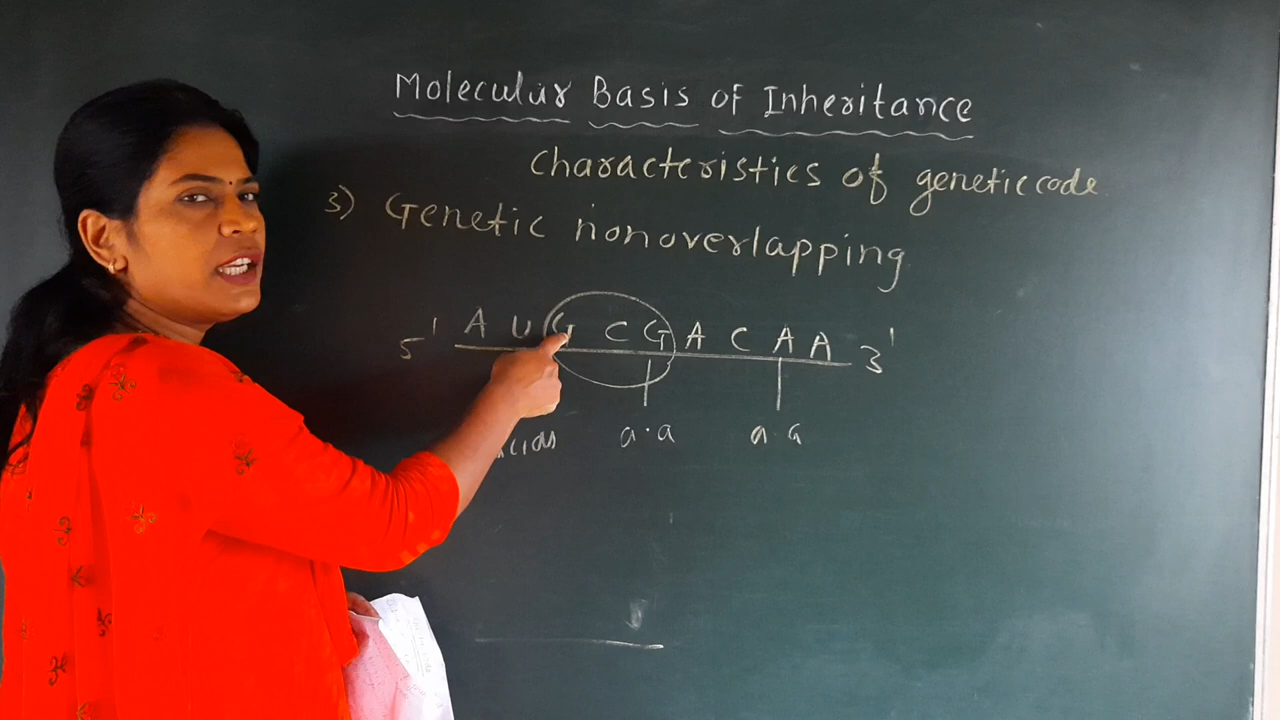 Molecular Basis of Inheritance
Characteristics of genetic code
3) Genetic nonoverlapping
5' A U G C G A C A A 3'
a.a a.a